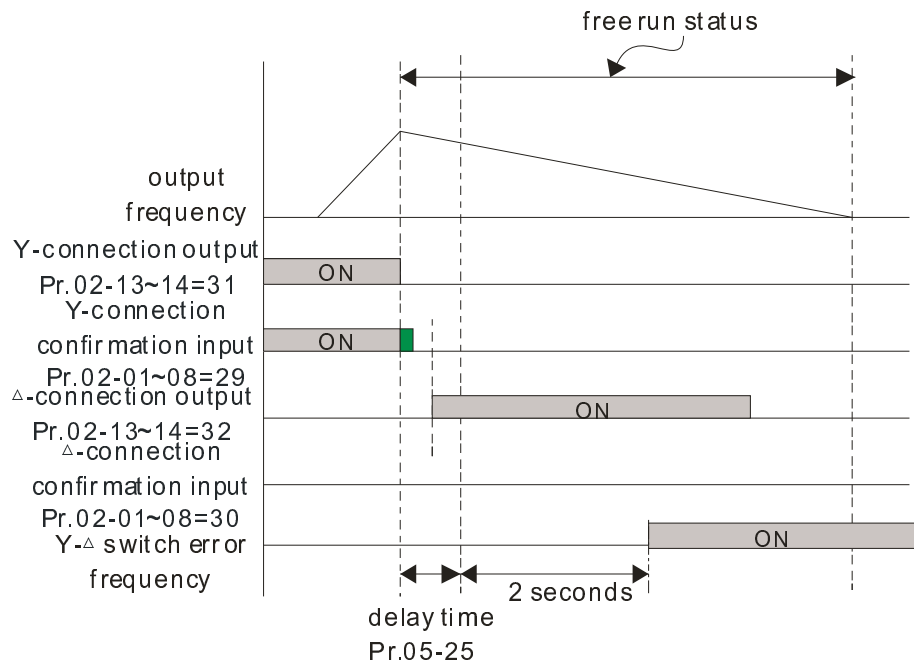 free run status
output
frequency
Y-connection output
ON
Pr.02-13~14=31
Y-connection
confirmation input
ON
Pr.02-01~08=29
△-connection output
ON
Pr.02-13~14=32
△-connection
confirmation input
Pr.02-01~08=30
Y-△ switch error
ON
frequency
2 seconds
delay time
Pr.05-25